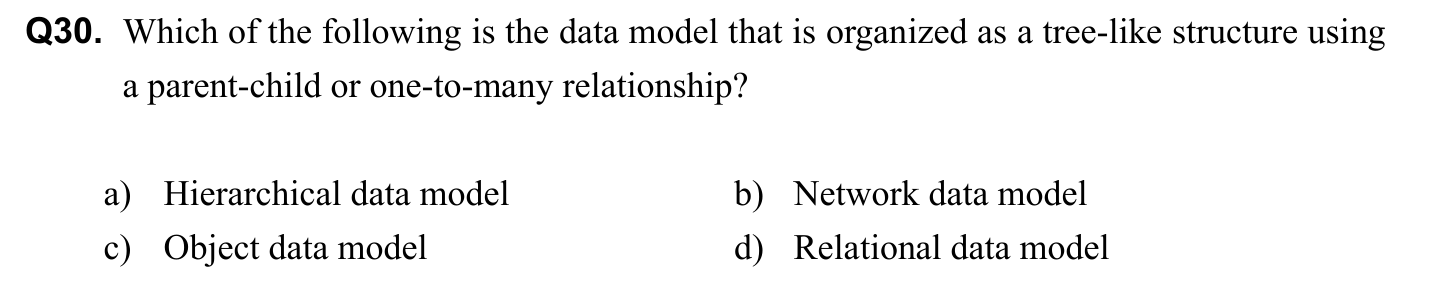 Q30. Which of the following is the data model that is organized as a tree-like structure using
a parent-child or one-to-many relationship?
a) Hierarchical data model b) Network data model
c) Object data model d) Relational data model